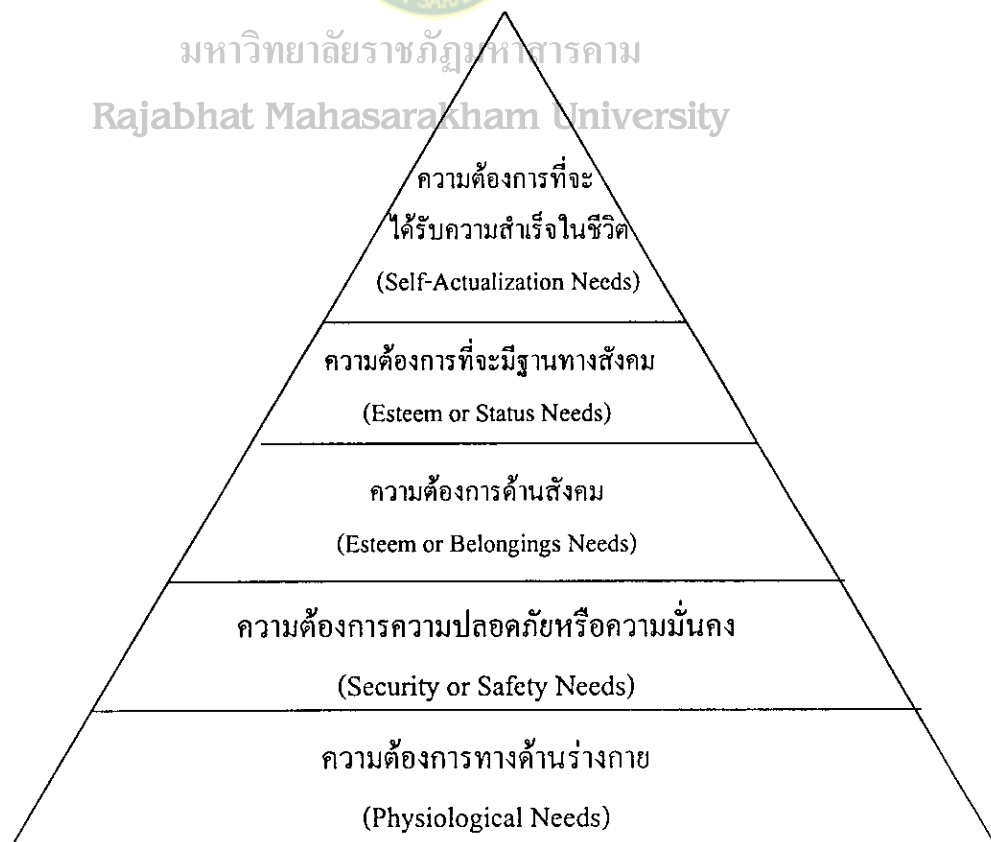 มหาวิทยาลัยราชภัฏมหาสารคาม
Rajabhat Mahasarakham University
ความต้องการที่จะ
ได้รับความสำเร็จในชีวิต
(Self-Actualization Needs)
ความต้องการที่จะมีฐานทางสังคม
(Esteem or Status Needs)
ความต้องการด้านสังคม
(Esteem or Belongings Needs)
ความต้องการความปลอดภัยหรือความมั่นคง
(Security or Safety Needs)
ความต้องการทางด้านร่างกาย
(Physiological Needs)